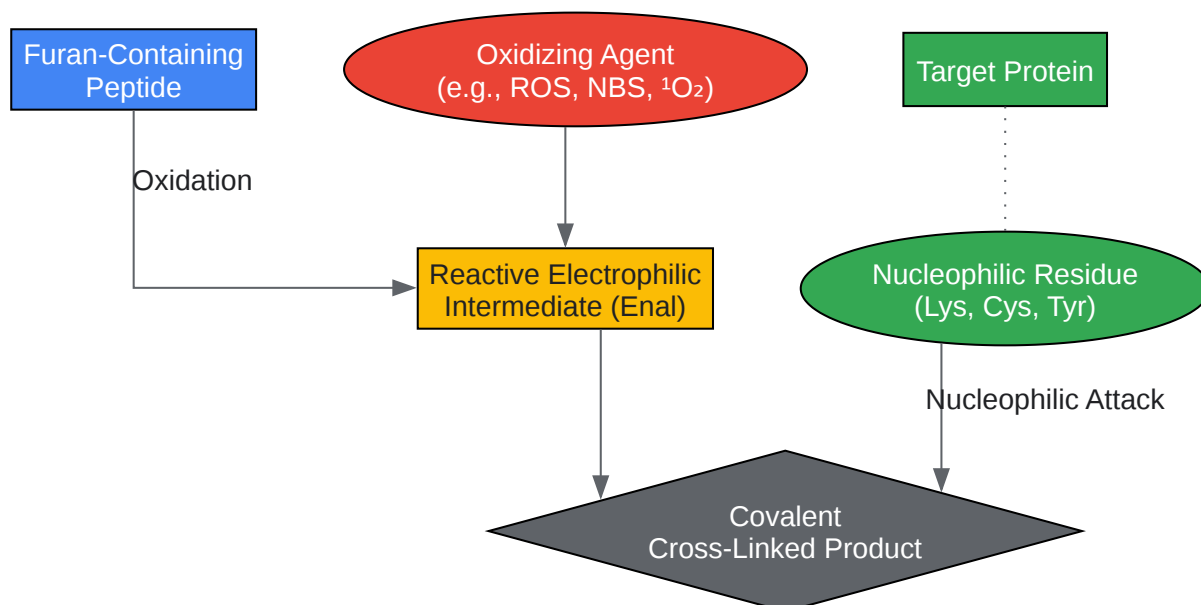 Furan-Containing
Peptide
Oxidizing Agent
(e.g., ROS, NBS, ¹O₂)
Target Protein
Oxidation
Reactive Electrophilic
Intermediate (Enal)
Nucleophilic Residue
(Lys, Cys, Tyr)
Nucleophilic Attack
Covalent
Cross-Linked Product